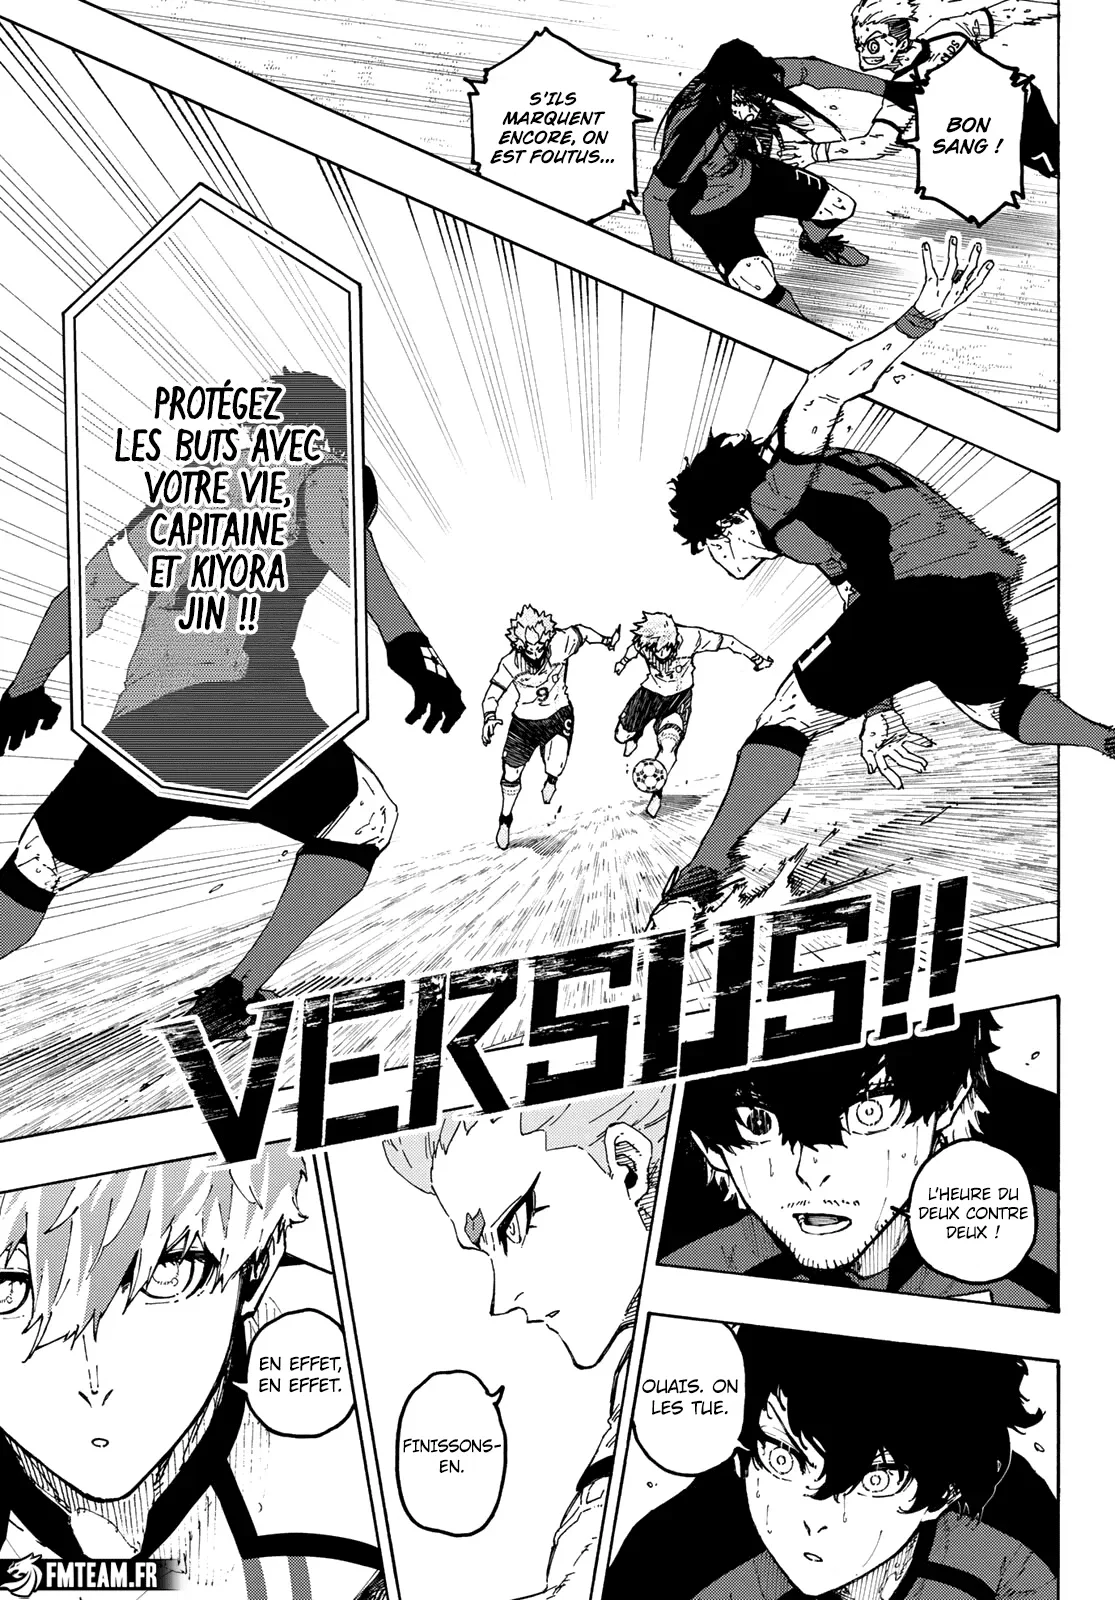 BON
SANG !
S'ILS
MARQUENT
ENCORE, ON
EST FOUTUS...
PROTÉGEZ
LES BUTS AVEC
VOTRE VIE,
CAPITAINE
ET KIYORA
JIN !!
9
VERSUS!!
L'HEURE DU
DEUX CONTRE
DEUX !
OUAIS. ON
LES TUE.
FINISSONS-
EN.
EN EFFET,
EN EFFET.
FMTEAM.FR